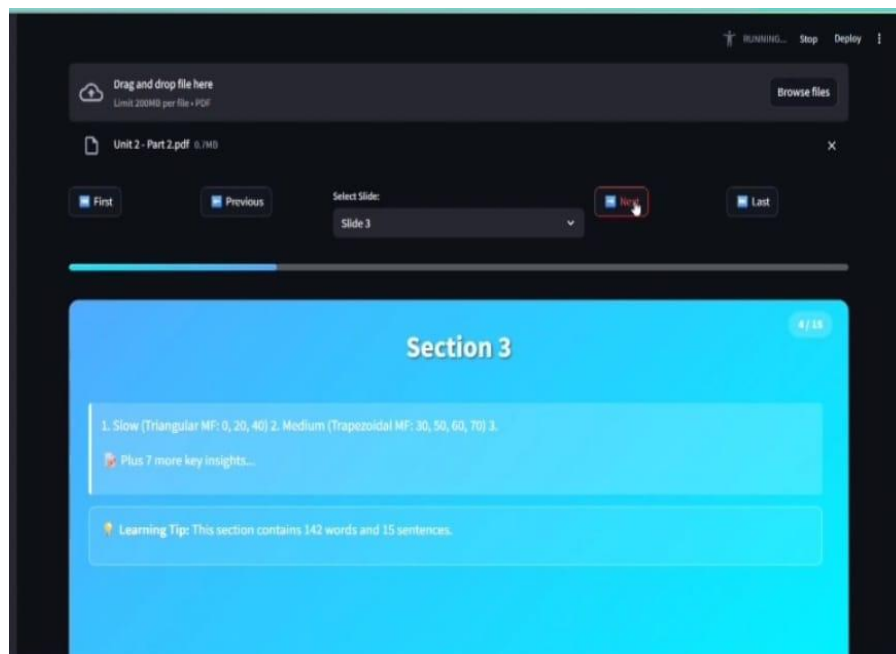 RUNNING... Stop Deploy
Drag and drop file here
Limit 200MB per file • PDF
Browse files
Unit 2 - Part 2.pdf 0.7MB
First
Previous
Select Slide:
Slide 3
Next
Last
4 / 15
Section 3
1. Slow (Triangular MF: 0, 20, 40) 2. Medium (Trapezoidal MF: 30, 50, 60, 70) 3.
Plus 7 more key insights...
Learning Tip: This section contains 142 words and 15 sentences.